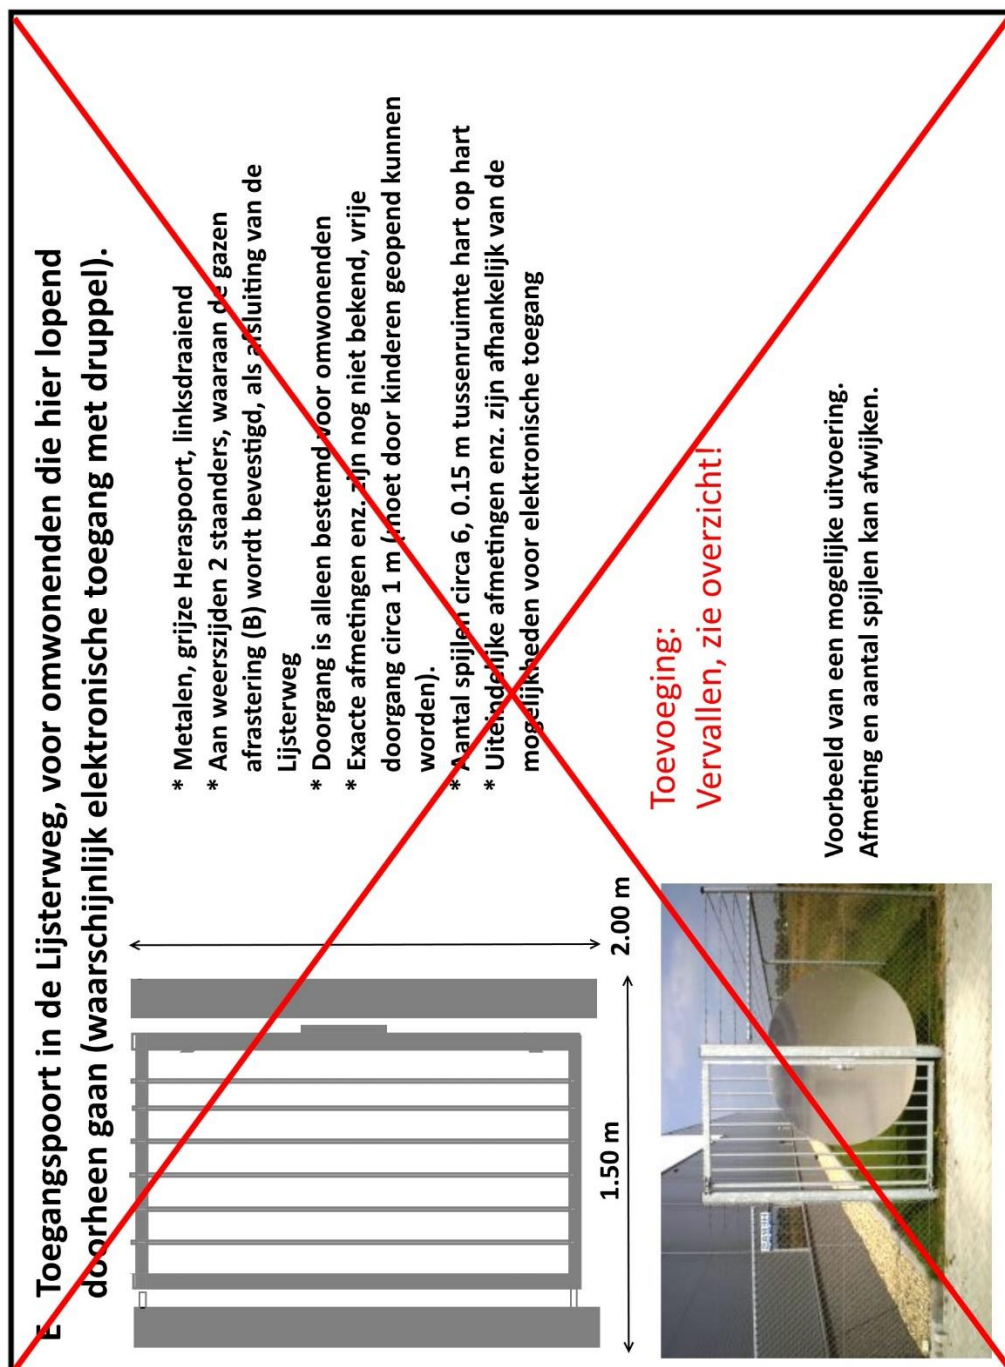 E Toegangspoort in de Lijsterweg, voor omwonenden die hier lopend
doorheen gaan (waarschijnlijk elektronische toegang met druppel).
* Metalen, grijze Heraspoort, linksdraaiend
* Aan weerszijden 2 staanders, waaraan de gazen
afrastering (B) wordt bevestigd, als afsluiting van de
Lijsterweg
* Doorgang is alleen bestemd voor omwonenden
* Exacte afmetingen enz. zijn nog niet bekend, vrije
doorgang circa 1 m (moet door kinderen geopend kunnen
worden).
* Aantal spijlen circa 6, 0.15 m tussenruimte hart op hart
* Uiteindelijke afmetingen enz. zijn afhankelijk van de
mogelijkheden voor elektronische toegang
2.00 m
1.50 m
Toevoeging:
Vervallen, zie overzicht!
Voorbeeld van een mogelijke uitvoering.
Afmeting en aantal spijlen kan afwijken.